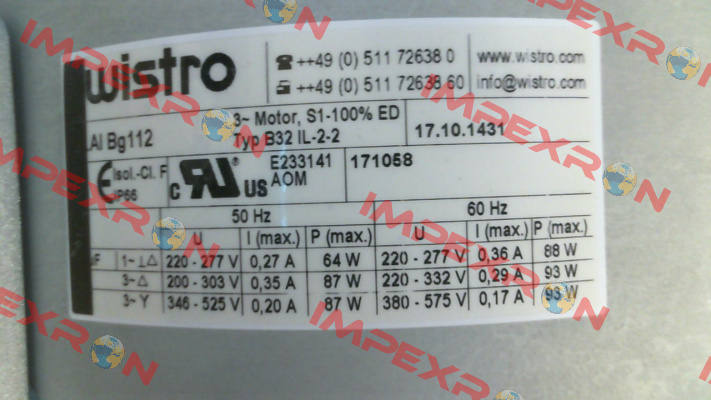 wistro
☎ ++49 (0) 511 72638 0 www.wistro.com
++49 (0) 511 72638 60 info@wistro.com
LAI Bg112 3~ Motor, S1-100% ED
Typ B32 IL-2-2 17.10.1431
C E Isol.-Cl. F
IP66
c RU ® US E233141
AOM 171058
50 Hz 60 Hz
U I (max.) P (max.) U I (max.) P (max.)
µF 1~ ⊥ △ 220 - 277 V 0,27 A 64 W 220 - 277 V 0,36 A 88 W
3~ △ 200 - 303 V 0,35 A 87 W 220 - 332 V 0,29 A 93 W
3~ Y 346 - 525 V 0,20 A 87 W 380 - 575 V 0,17 A 93 W
IMPEXRON